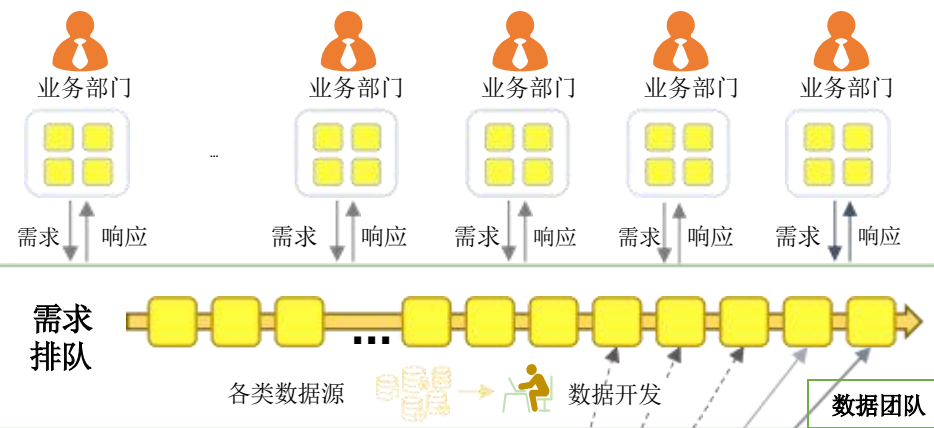 业务部门 业务部门 业务部门 业务部门 业务部门
...
需求 响应 需求 响应 需求 响应 需求 响应 需求 响应
需求
排队
...
各类数据源 数据开发
数据团队